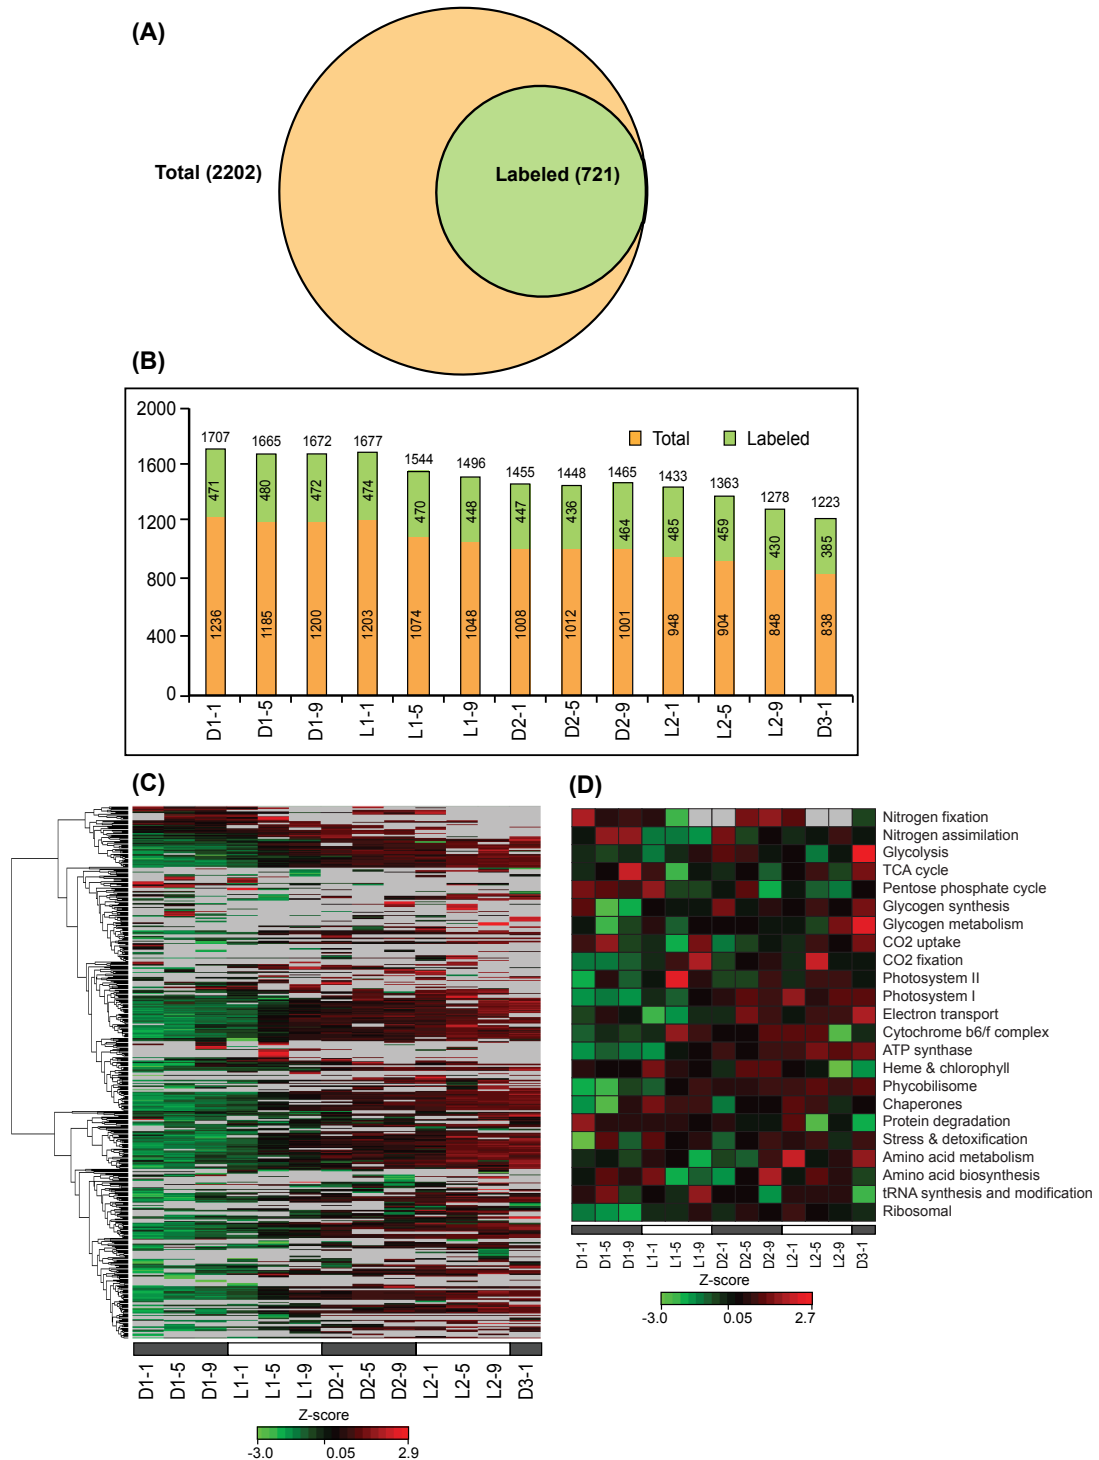 (A)
Total (2202)
Labeled (721)
(B)
2000
1600
1200
800
400
0
Total
Labeled
1707 1665 1672 1677 1544 1496 1455 1448 1465 1433 1363 1278 1223
471 480 472 474 470 448 447 436 464 485 459 430 385
1236 1185 1200 1203 1074 1048 1008 1012 1001 948 904 848 838
D1-1 D1-5 D1-9 L1-1 L1-5 L1-9 D2-1 D2-5 D2-9 L2-1 L2-5 L2-9 D3-1
(C)
D1-1 D1-5 D1-9 L1-1 L1-5 L1-9 D2-1 D2-5 D2-9 L2-1 L2-5 L2-9 D3-1
Z-score
-3.0 0.05 2.9
(D)
Nitrogen fixation
Nitrogen assimilation
Glycolysis
TCA cycle
Pentose phosphate cycle
Glycogen synthesis
Glycogen metabolism
CO2 uptake
CO2 fixation
Photosystem II
Photosystem I
Electron transport
Cytochrome b6/f complex
ATP synthase
Heme & chlorophyll
Phycobilisome
Chaperones
Protein degradation
Stress & detoxification
Amino acid metabolism
Amino acid biosynthesis
tRNA synthesis and modification
Ribosomal
D1-1 D1-5 D1-9 L1-1 L1-5 L1-9 D2-1 D2-5 D2-9 L2-1 L2-5 L2-9 D3-1
Z-score
-3.0 0.05 2.7